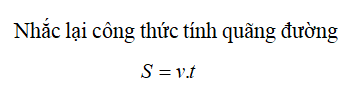 Nhắc lại công thức tính quãng đường
S = v.t